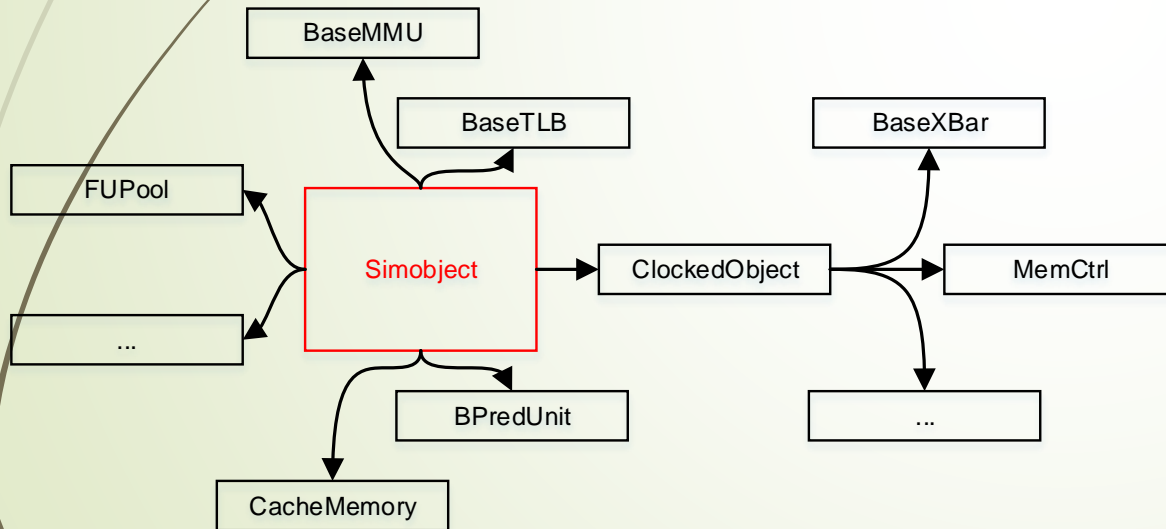 BaseMMU
BaseTLB
BaseXBar
FUPool
Simobject
ClockedObject
MemCtrl
...
BPredUnit
...
CacheMemory